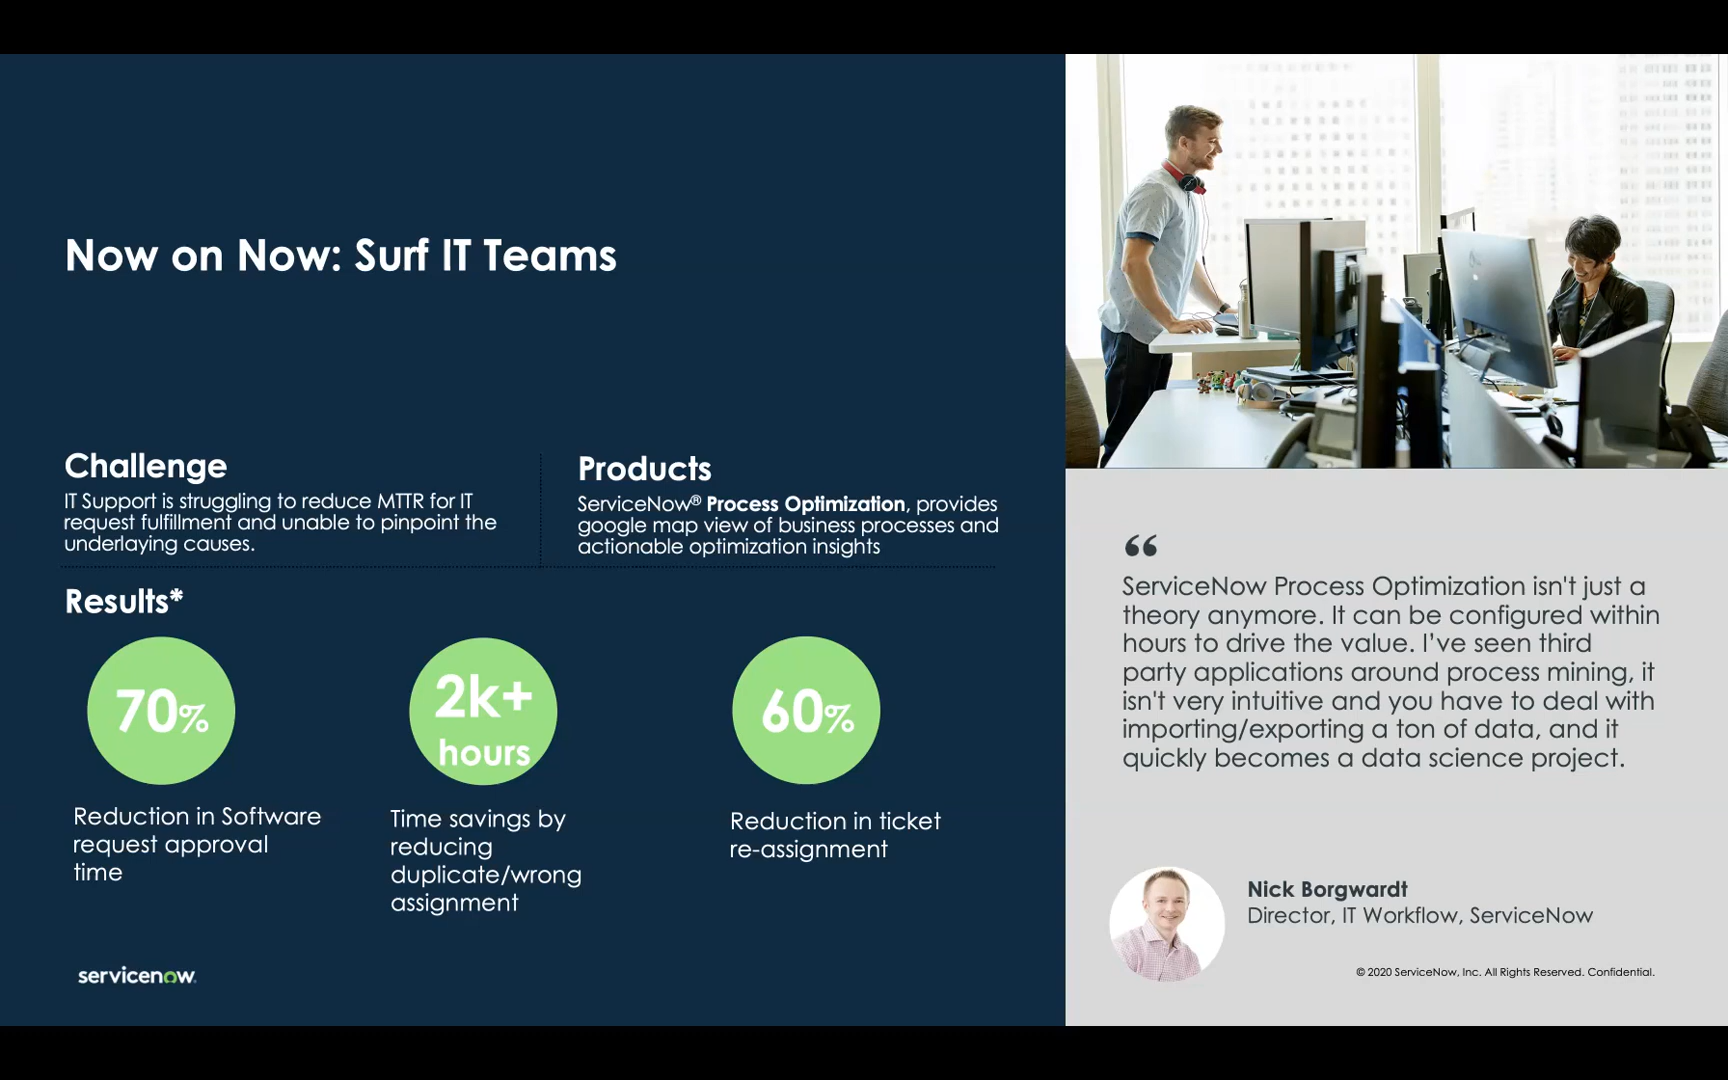 Now on Now: Surf IT Teams
Challenge
IT Support is struggling to reduce MTTR for IT
request fulfillment and unable to pinpoint the
underlaying causes.
Products
ServiceNow® Process Optimization, provides
google map view of business processes and
actionable optimization insights
Results*
70%
Reduction in Software
request approval
time
2k+
hours
Time savings by
reducing
duplicate/wrong
assignment
60%
Reduction in ticket
re-assignment
servicenow
“
ServiceNow Process Optimization isn't just a
theory anymore. It can be configured within
hours to drive the value. I’ve seen third
party applications around process mining, it
isn't very intuitive and you have to deal with
importing/exporting a ton of data, and it
quickly becomes a data science project.
Nick Borgwardt
Director, IT Workflow, ServiceNow
© 2020 ServiceNow, Inc. All Rights Reserved. Confidential.